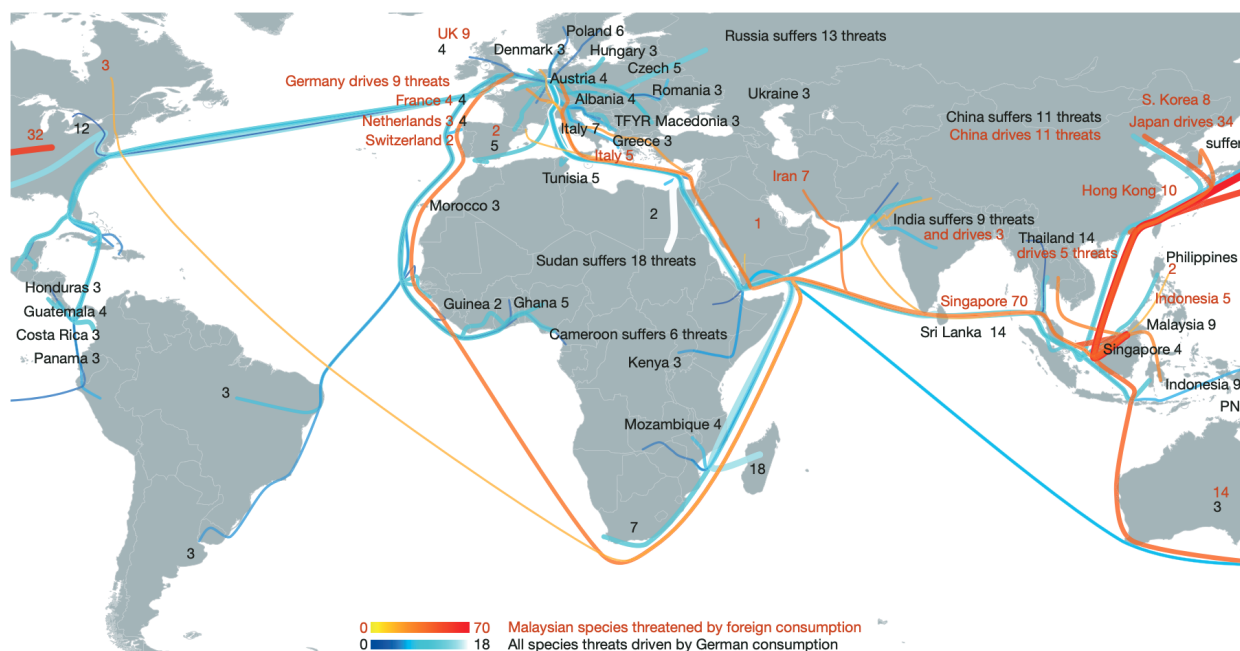 UK 9
4
Poland 6
Denmark 3
Hungary 3
Russia suffers 13 threats
3
Czech 5
Germany drives 9 threats
Austria 4
Romania 3
Ukraine 3
France 4 4
Albania 4
S. Korea 8
Netherlands 3 4
TFYR Macedonia 3
China suffers 11 threats
Japan drives 34
32
12
Italy 7
China drives 11 threats
Switzerland 2
2
5
Greece 3
suffer
Italy 5
Tunisia 5
Iran 7
Hong Kong 10
Morocco 3
2
1
India suffers 9 threats
and drives 3
Thailand 14
drives 5 threats
Sudan suffers 18 threats
Philippines
2
Honduras 3
Guinea 2
Ghana 5
Singapore 70
Indonesia 5
Guatemala 4
Sri Lanka 14
Malaysia 9
Costa Rica 3
Cameroon suffers 6 threats
Singapore 4
Panama 3
Kenya 3
Indonesia 9
3
PN
Mozambique 4
18
14
3
7
3
0 70 Malaysian species threatened by foreign consumption
0 18 All species threats driven by German consumption